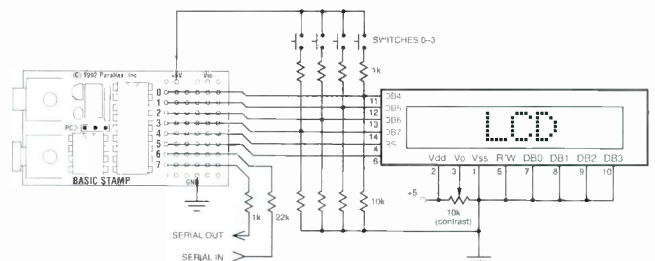 SWITCHES 0–3
(C) 1992 Parallax, Inc.
+5V
Vss
1k
0
1
2
3
4
5
6
7
PC
BASIC STAMP
GND
11
12
13
14
4
6
DB4
DB5
DB6
DB7
RS
LCD
Vdd Vo Vss R/W DB0 DB1 DB2 DB3
2 3 1 5 7 8 9 10
+5
10k
(contrast)
1k
22k
10k
SERIAL OUT
SERIAL IN